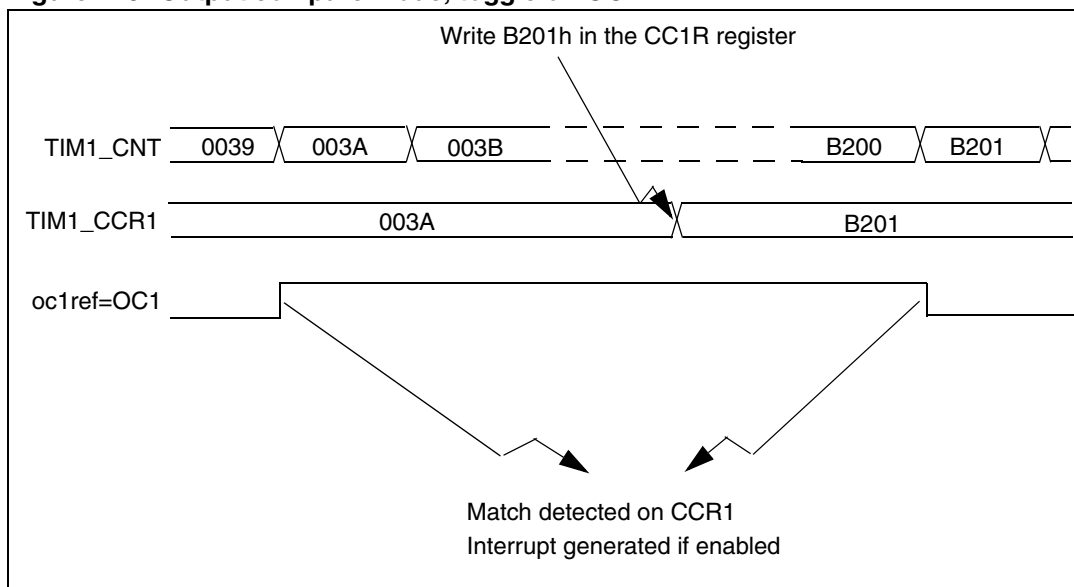 Write B201h in the CC1R register
TIM1_CNT 0039 003A 003B B200 B201
TIM1_CCR1 003A B201
oc1ref=OC1
Match detected on CCR1
Interrupt generated if enabled